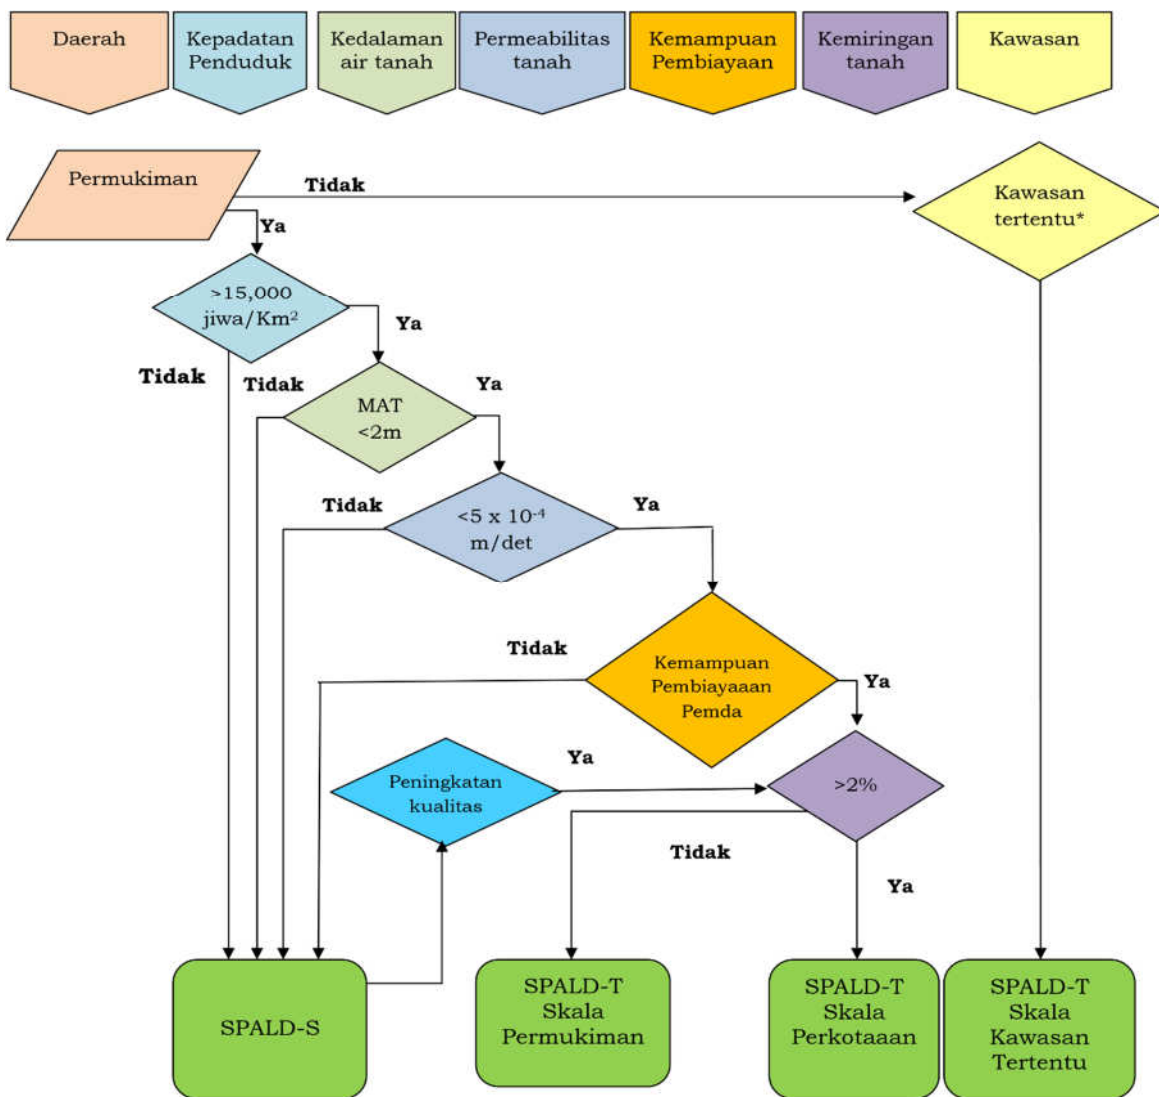 Daerah
Kepadatan
Penduduk
Kedalaman
air tanah
Permeabilitas
tanah
Kemampuan
Pembiayaan
Kemiringan
tanah
Kawasan
Permukiman
Tidak
Kawasan
tertentu*
Ya
>15,000
jiwa/Km²
Ya
Tidak
Tidak
Ya
MAT
<2m
Tidak
Ya
<5 x 10⁻⁴
m/det
Tidak
Kemampuan
Pembiayaaan
Pemda
Ya
Ya
Peningkatan
kualitas
>2%
Tidak
Ya
SPALD-S
SPALD-T
Skala
Permukiman
SPALD-T
Skala
Perkotaaan
SPALD-T
Skala
Kawasan
Tertentu